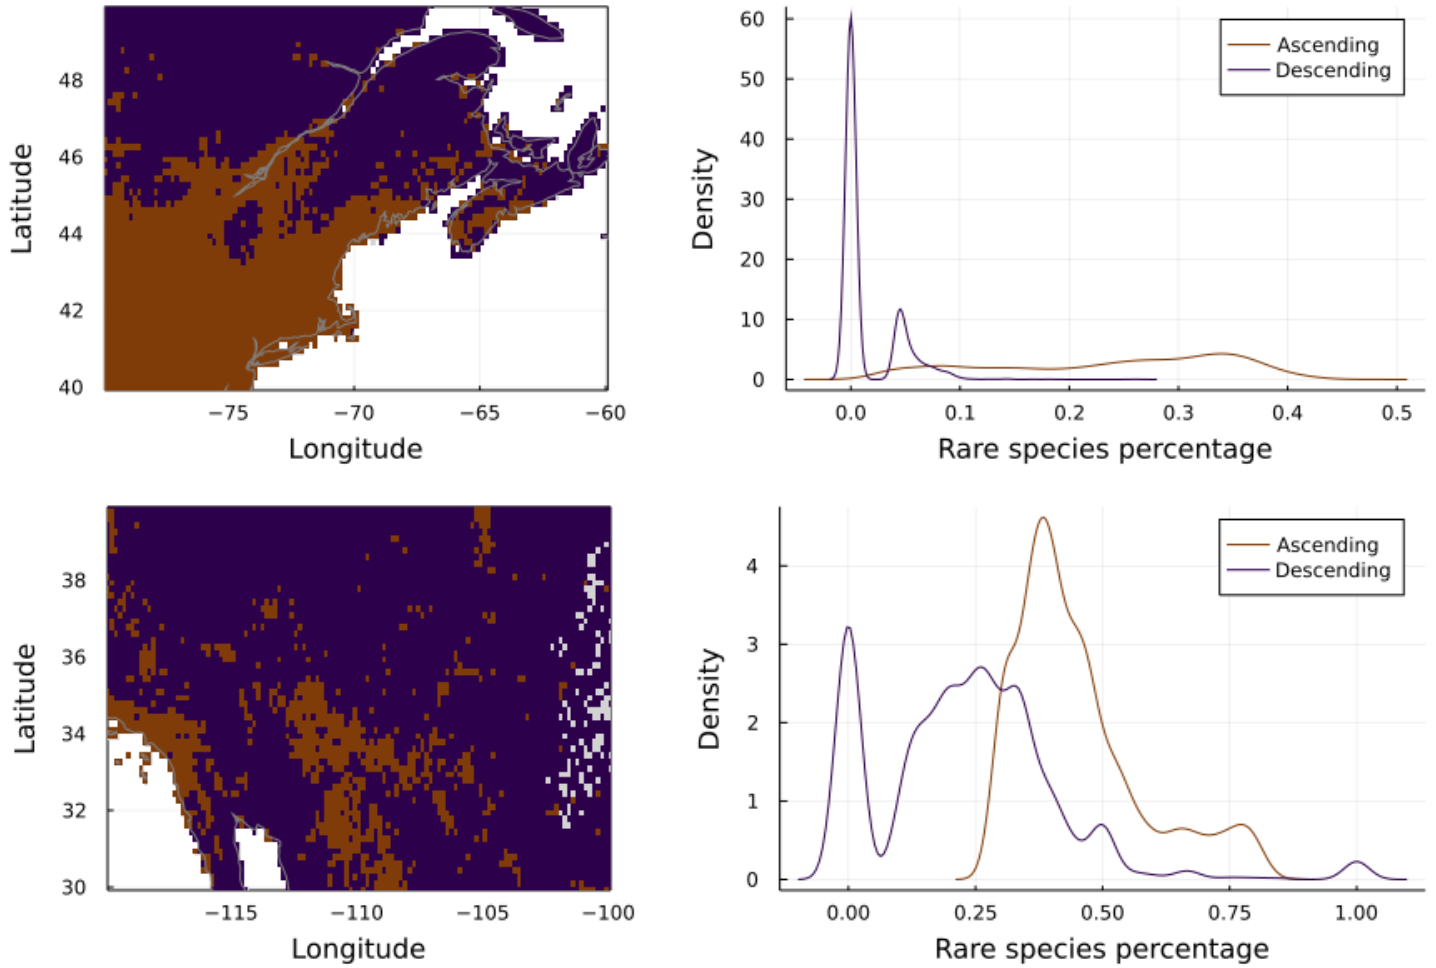 48
46
44
42
40
Latitude
−75 −70 −65 −60
Longitude
60
50
40
30
20
10
0
Density
Ascending
Descending
0.0 0.1 0.2 0.3 0.4 0.5
Rare species percentage
38
36
34
32
30
Latitude
−115 −110 −105 −100
Longitude
4
3
2
1
0
Density
Ascending
Descending
0.00 0.25 0.50 0.75 1.00
Rare species percentage